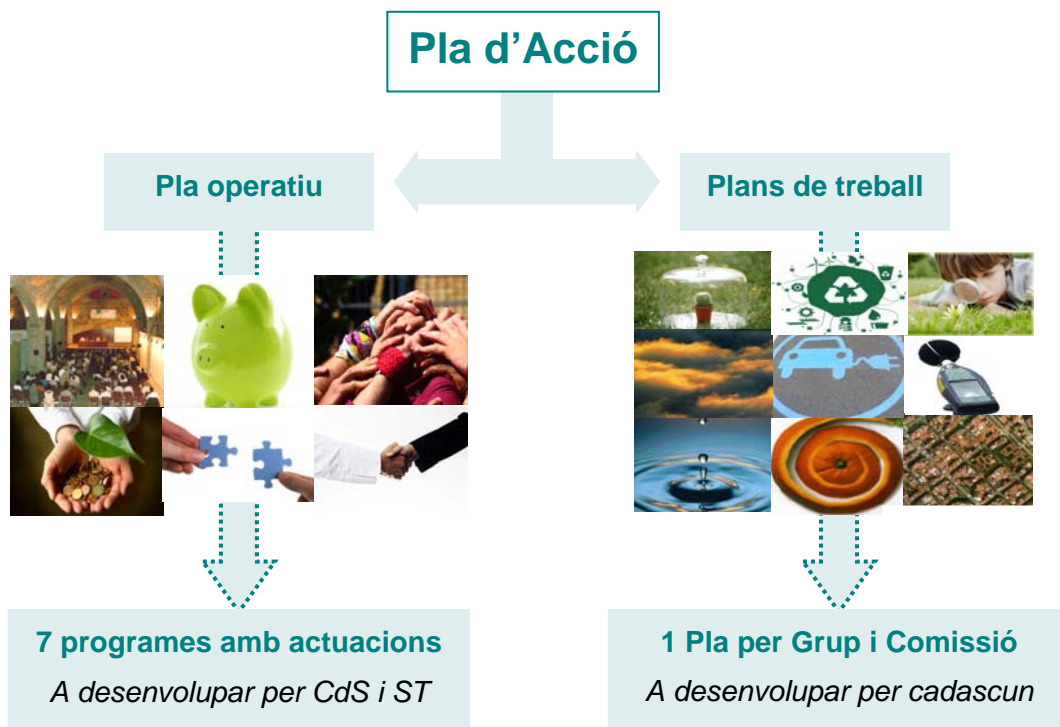 Pla d’Acció
Pla operatiu
Plans de treball
7 programes amb actuacions
A desenvolupar per CdS i ST
1 Pla per Grup i Comissió
A desenvolupar per cadascun